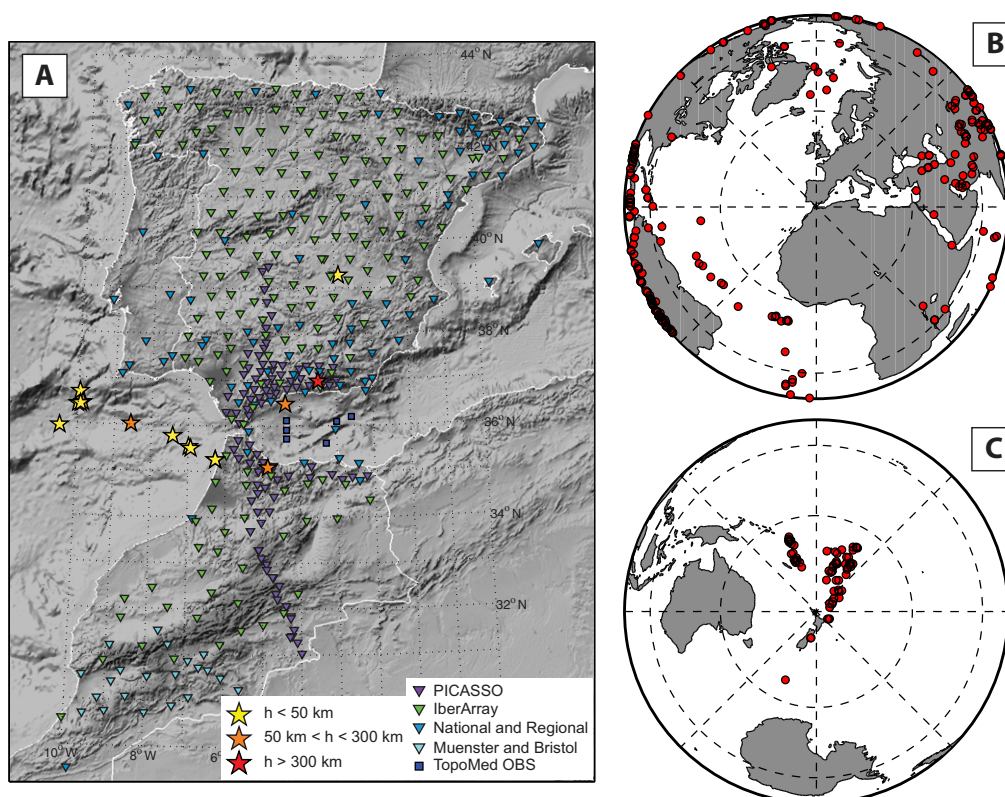 A
44°N
42°N
40°N
38°N
36°N
34°N
32°N
10°W
8°W
6°
h < 50 km
50 km < h < 300 km
h > 300 km
PICASSO
IberArray
National and Regional
Muenster and Bristol
TopoMed OBS
B
C